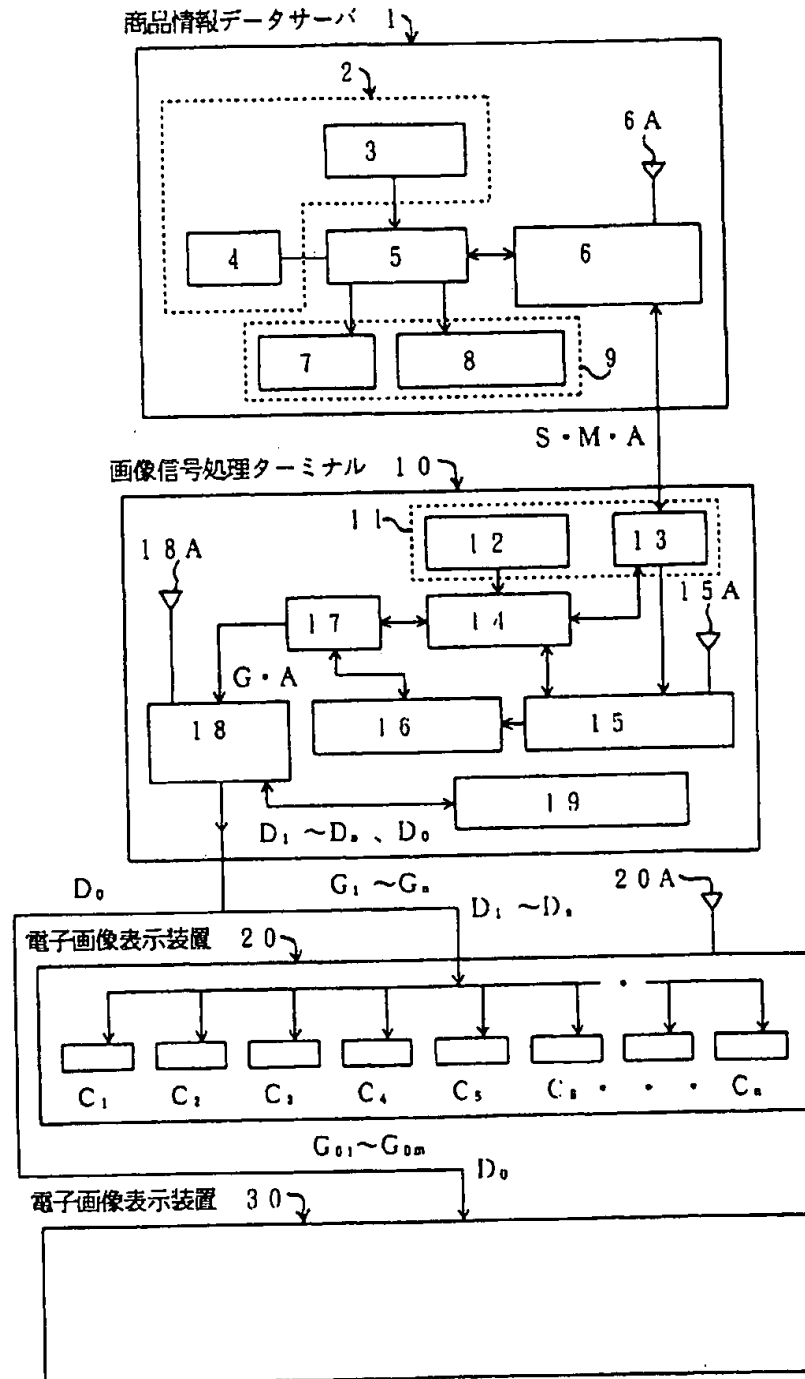 商品情報データサーバ 1
2
6A
3
4
5
6
7
8
9
S・M・A
画像信号処理ターミナル 10
11
12
13
18A
15A
17
14
G・A
18
16
15
19
D₁～Dₙ、D₀
D₀
G₁～Gₙ
D₁～Dₙ
20A
電子画像表示装置 20
C₁ C₂ C₃ C₄ C₅ C₆ ・ ・ ・ Cₙ
G₀₁～G₀ₘ
D₀
電子画像表示装置 30